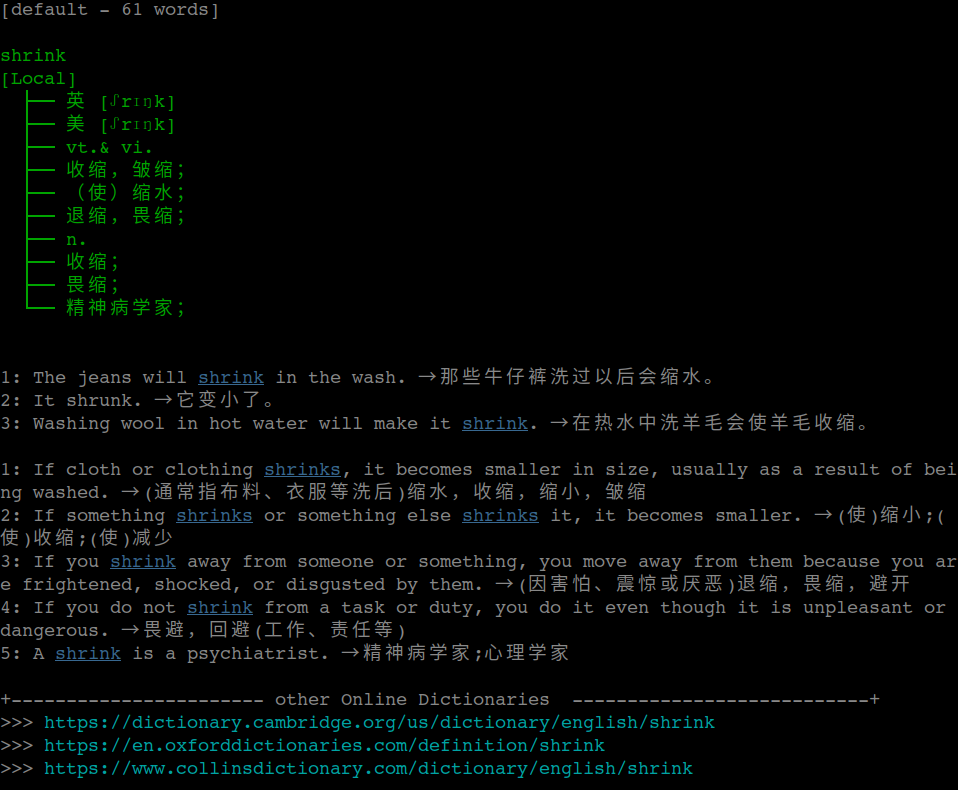 [default - 61 words]
shrink
[Local]
├── 英 [ʃrɪŋk]
├── 美 [ʃrɪŋk]
├── vt.& vi.
├── 收缩，皱缩；
├── （使）缩水；
├── 退缩，畏缩；
├── n.
├── 收缩；
├── 畏缩；
└── 精神病学家；
1: The jeans will shrink in the wash. →那些牛仔裤洗过以后会缩水。
2: It shrunk. →它变小了。
3: Washing wool in hot water will make it shrink. →在热水中洗羊毛会使羊毛收缩。
1: If cloth or clothing shrinks, it becomes smaller in size, usually as a result of bei
ng washed. →(通常指布料、衣服等洗后)缩水，收缩，缩小，皱缩
2: If something shrinks or something else shrinks it, it becomes smaller. →(使)缩小;(
使)收缩;(使)减少
3: If you shrink away from someone or something, you move away from them because you ar
e frightened, shocked, or disgusted by them. →(因害怕、震惊或厌恶)退缩，畏缩，避开
4: If you do not shrink from a task or duty, you do it even though it is unpleasant or
dangerous. →畏避，回避(工作、责任等)
5: A shrink is a psychiatrist. →精神病学家;心理学家
+----------------------- other Online Dictionaries  ---------------------------+
>>> https://dictionary.cambridge.org/us/dictionary/english/shrink
>>> https://en.oxforddictionaries.com/definition/shrink
>>> https://www.collinsdictionary.com/dictionary/english/shrink